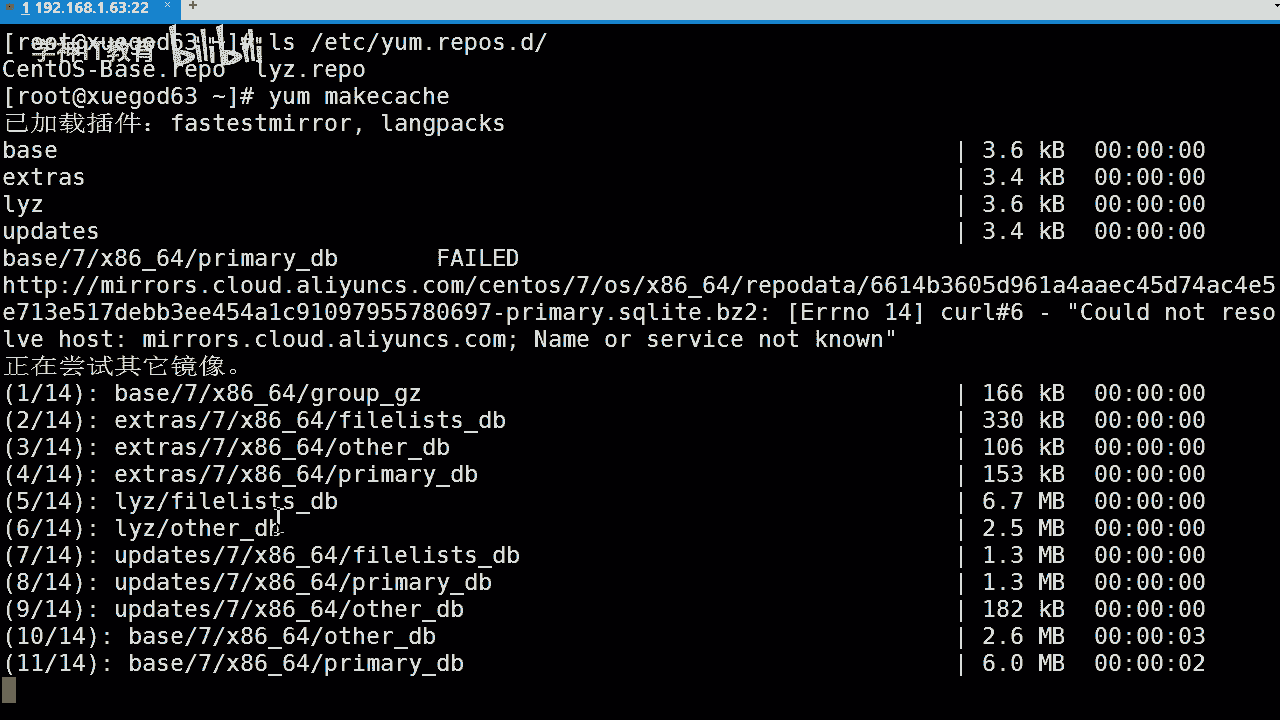 1 192.168.1.63:22 × +
学神IT教育 bilibili
[root@xuegod63 ~]# ls /etc/yum.repos.d/
CentOS-Base.repo lyz.repo
[root@xuegod63 ~]# yum makecache
已加载插件：fastestmirror, langpacks
base | 3.6 kB 00:00:00
extras | 3.4 kB 00:00:00
lyz | 3.6 kB 00:00:00
updates | 3.4 kB 00:00:00
base/7/x86_64/primary_db FAILED
http://mirrors.cloud.aliyuncs.com/centos/7/os/x86_64/repodata/6614b3605d961a4aaec45d74ac4e5
e713e517debb3ee454a1c91097955780697-primary.sqlite.bz2: [Errno 14] curl#6 - "Could not reso
lve host: mirrors.cloud.aliyuncs.com; Name or service not known"
正在尝试其它镜像。
(1/14): base/7/x86_64/group_gz | 166 kB 00:00:00
(2/14): extras/7/x86_64/filelists_db | 330 kB 00:00:00
(3/14): extras/7/x86_64/other_db | 106 kB 00:00:00
(4/14): extras/7/x86_64/primary_db | 153 kB 00:00:00
(5/14): lyz/filelists_db | 6.7 MB 00:00:00
(6/14): lyz/other_db | 2.5 MB 00:00:00
(7/14): updates/7/x86_64/filelists_db | 1.3 MB 00:00:00
(8/14): updates/7/x86_64/primary_db | 1.3 MB 00:00:00
(9/14): updates/7/x86_64/other_db | 182 kB 00:00:00
(10/14): base/7/x86_64/other_db | 2.6 MB 00:00:03
(11/14): base/7/x86_64/primary_db | 6.0 MB 00:00:02